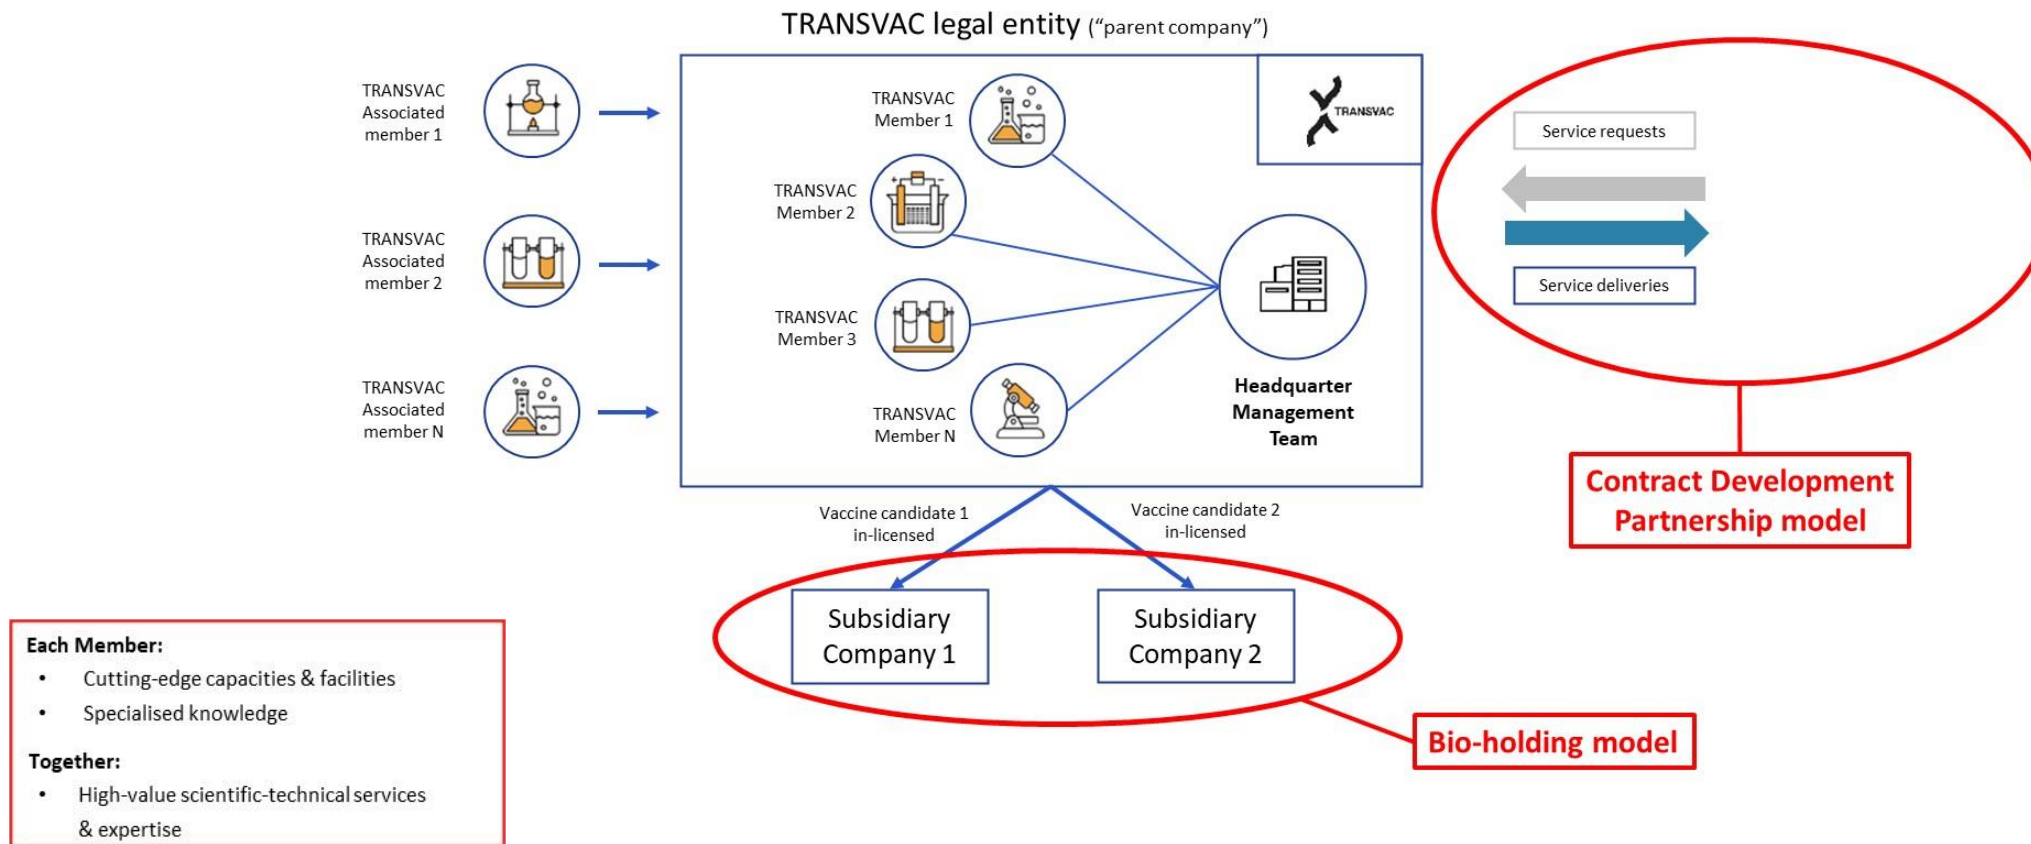 TRANSVAC legal entity (“parent company”)
TRANSVAC
Associated
member 1
TRANSVAC
Associated
member 2
TRANSVAC
Associated
member N
TRANSVAC
Member 1
TRANSVAC
Member 2
TRANSVAC
Member 3
TRANSVAC
Member N
TRANSVAC
Headquarter
Management
Team
Service requests
Service deliveries
Contract Development
Partnership model
Vaccine candidate 1
in-licensed
Vaccine candidate 2
in-licensed
Subsidiary
Company 1
Subsidiary
Company 2
Bio-holding model
Each Member:
• Cutting-edge capacities & facilities
• Specialised knowledge
Together:
• High-value scientific-technical services
& expertise